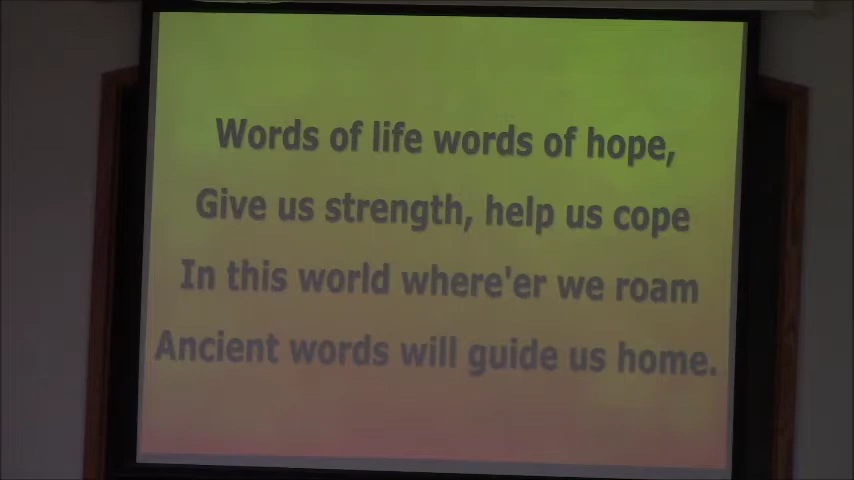 Words of life words of hope,
Give us strength, help us cope
In this world where'er we roam
Ancient words will guide us home.